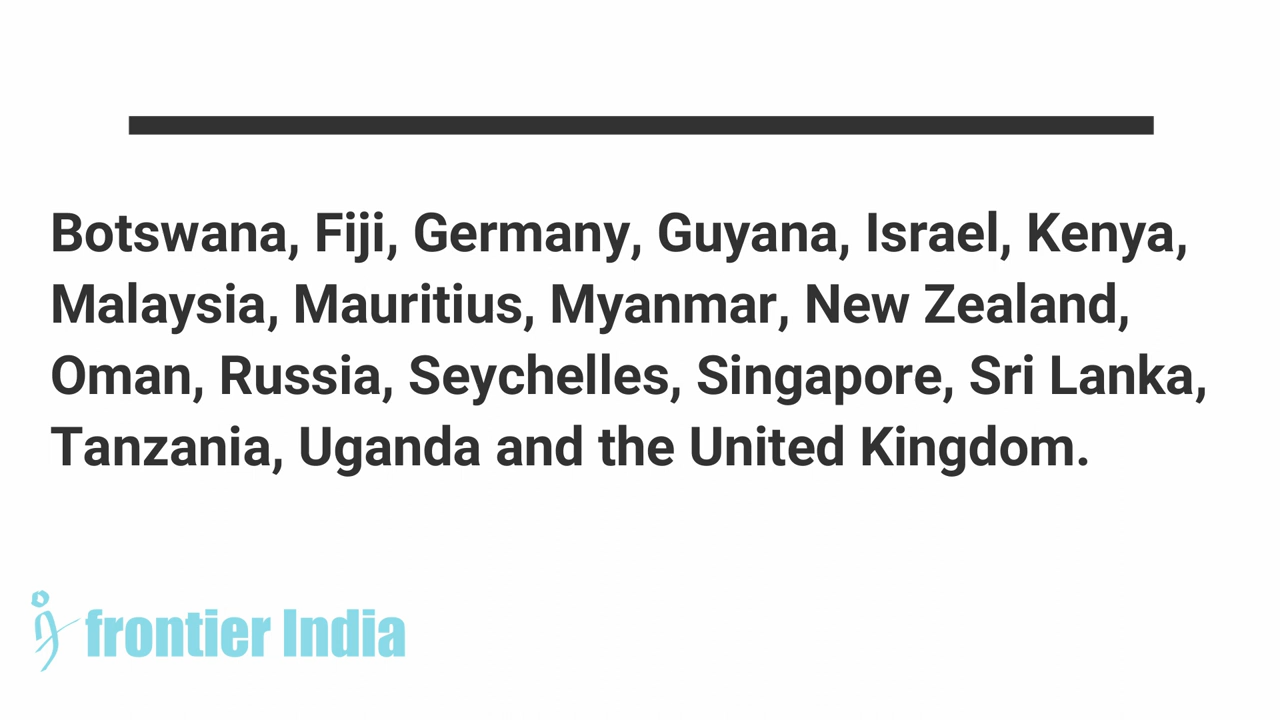 Botswana, Fiji, Germany, Guyana, Israel, Kenya,
Malaysia, Mauritius, Myanmar, New Zealand,
Oman, Russia, Seychelles, Singapore, Sri Lanka,
Tanzania, Uganda and the United Kingdom.
frontier India